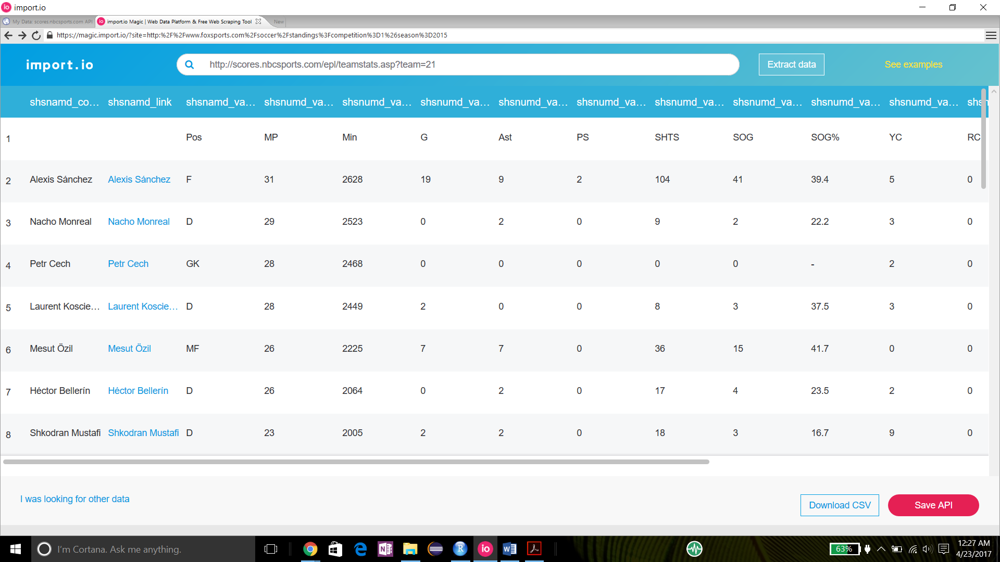 import.io
My Data: scores.nbcsports.com API
import.io Magic | Web Data Platform & Free Web Scraping Tool
New
https://magic.import.io/?site=http:%2F%2Fwww.foxsports.com%2Fsoccer%2Fstandings%3Fcompetition%3D1%26season%3D2015
import.io
http://scores.nbcsports.com/epl/teamstats.asp?team=21
Extract data
See examples
shsnamd_co... shsnamd_link shsnamd_va... shsnumd_va... shsnumd_va... shsnumd_va... shsnumd_va... shsnumd_va... shsnumd_va... shsnumd_va... shsnumd_va... shsnumd_va... shsn
1 Pos MP Min G Ast PS SHTS SOG SOG% YC RC
2 Alexis Sánchez Alexis Sánchez F 31 2628 19 9 2 104 41 39.4 5 0
3 Nacho Monreal Nacho Monreal D 29 2523 0 2 0 9 2 22.2 3 0
4 Petr Cech Petr Cech GK 28 2468 0 0 0 0 0 - 2 0
5 Laurent Koscie... Laurent Koscie... D 28 2449 2 0 0 8 3 37.5 3 0
6 Mesut Özil Mesut Özil MF 26 2225 7 7 0 36 15 41.7 0 0
7 Héctor Bellerín Héctor Bellerín D 26 2064 0 2 0 17 4 23.5 2 0
8 Shkodran Mustafi Shkodran Mustafi D 23 2005 2 2 0 18 3 16.7 9 0
I was looking for other data
Download CSV
Save API
I'm Cortana. Ask me anything.
63%
12:27 AM
4/23/2017